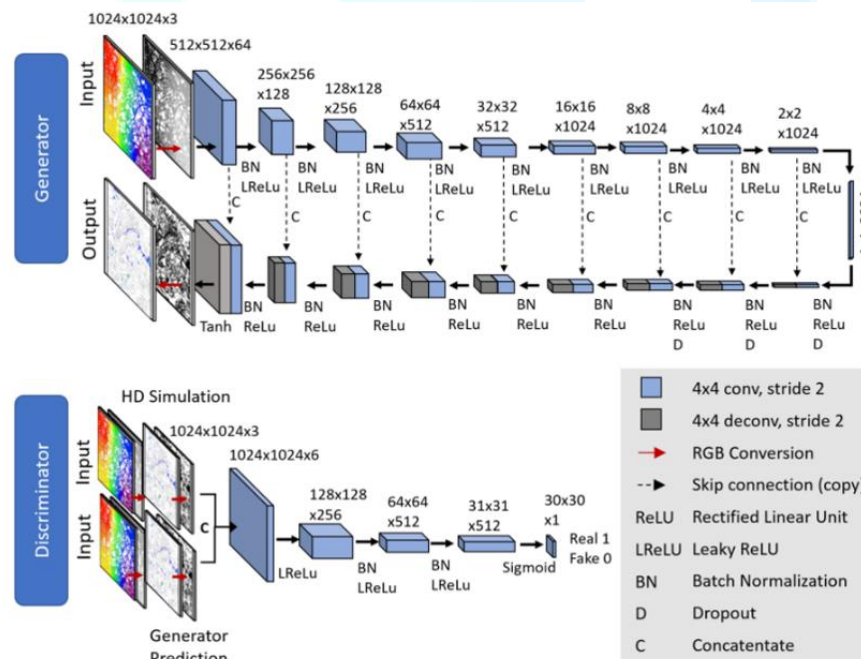 Generator
Input
Output
1024x1024x3
512x512x64
256x256
x128
128x128
x256
64x64
x512
32x32
x512
16x16
x1024
8x8
x1024
4x4
x1024
2x2
x1024
BN
LReLu
BN
LReLu
BN
LReLu
BN
LReLu
BN
LReLu
BN
LReLu
BN
LReLu
BN
LReLu
C
C
C
C
C
C
C
C
C
Tanh
BN
ReLu
BN
ReLu
BN
ReLu
BN
ReLu
BN
ReLu
BN
ReLu
BN
ReLu
D
BN
ReLu
D
BN
ReLu
D
Discriminator
Input
Input
HD Simulation
1024x1024x3
C
Generator
Prediction
1024x1024x6
128x128
x256
64x64
x512
31x31
x512
30x30
x1
LReLu
BN
LReLu
BN
LReLu
Sigmoid
Real 1
Fake 0
4x4 conv, stride 2
4x4 deconv, stride 2
RGB Conversion
Skip connection (copy)
ReLU Rectified Linear Unit
LReLU Leaky ReLU
BN Batch Normalization
D Dropout
C Concatentate